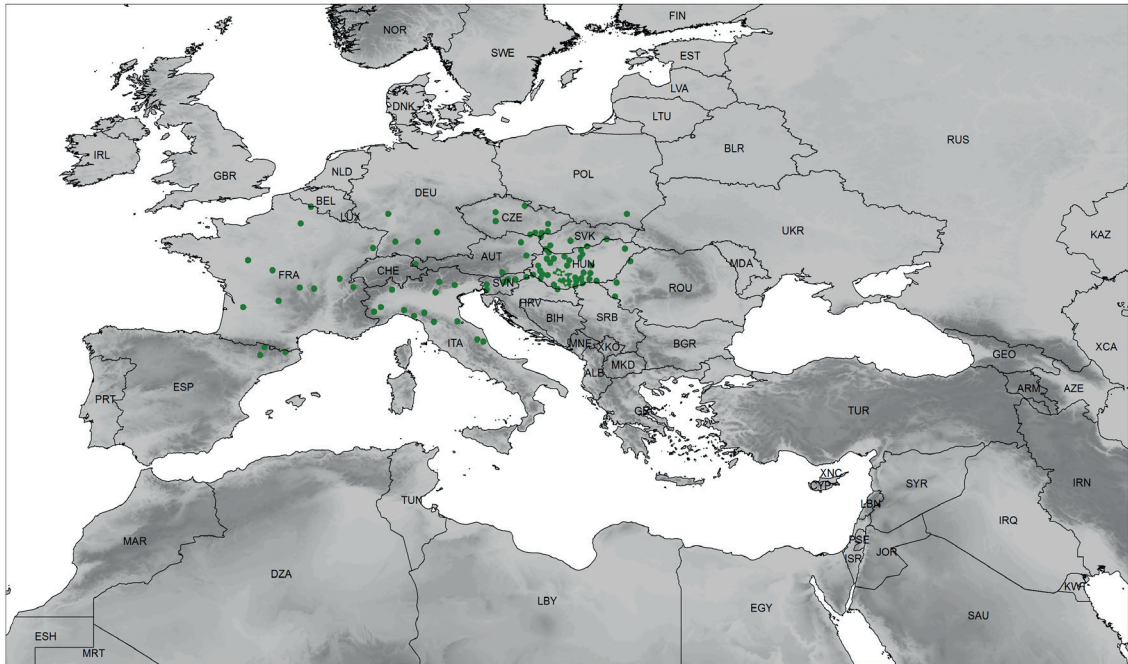 FIN
NOR
SWE
EST
LVA
DNK
LTU
IRL
GBR
BLR
RUS
NLD
DEU
POL
BEL
LUX
CZE
UKR
KAZ
SVK
AUT
HUN
MDA
FRA
CHE
SVN
ROU
HRV
BIH
SRB
XCA
ITA
MNE
XKO
BGR
GEO
MKD
ALB
ARM
AZE
ESP
PRT
GRC
TUR
XNC
CYP
SYR
IRN
TUN
LBN
IRQ
MAR
PSE
JOR
ISR
DZA
KWT
LBY
EGY
SAU
ESH
MRT